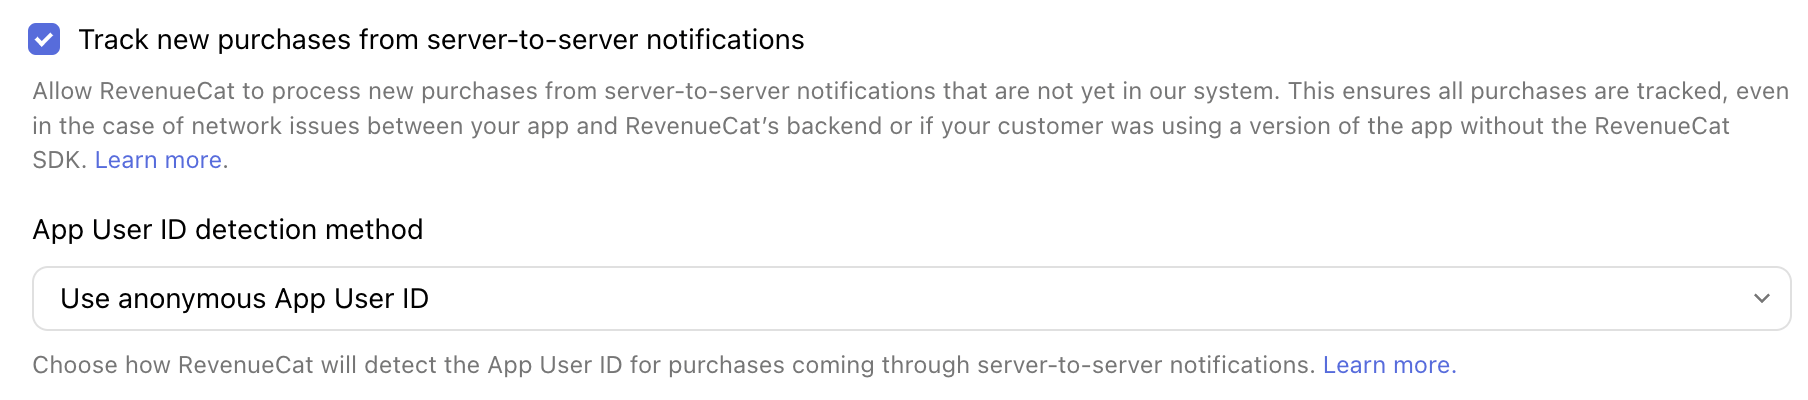 Track new purchases from server-to-server notifications
Allow RevenueCat to process new purchases from server-to-server notifications that are not yet in our system. This ensures all purchases are tracked, even
in the case of network issues between your app and RevenueCat’s backend or if your customer was using a version of the app without the RevenueCat
SDK. Learn more.
App User ID detection method
Use anonymous App User ID
Choose how RevenueCat will detect the App User ID for purchases coming through server-to-server notifications. Learn more.